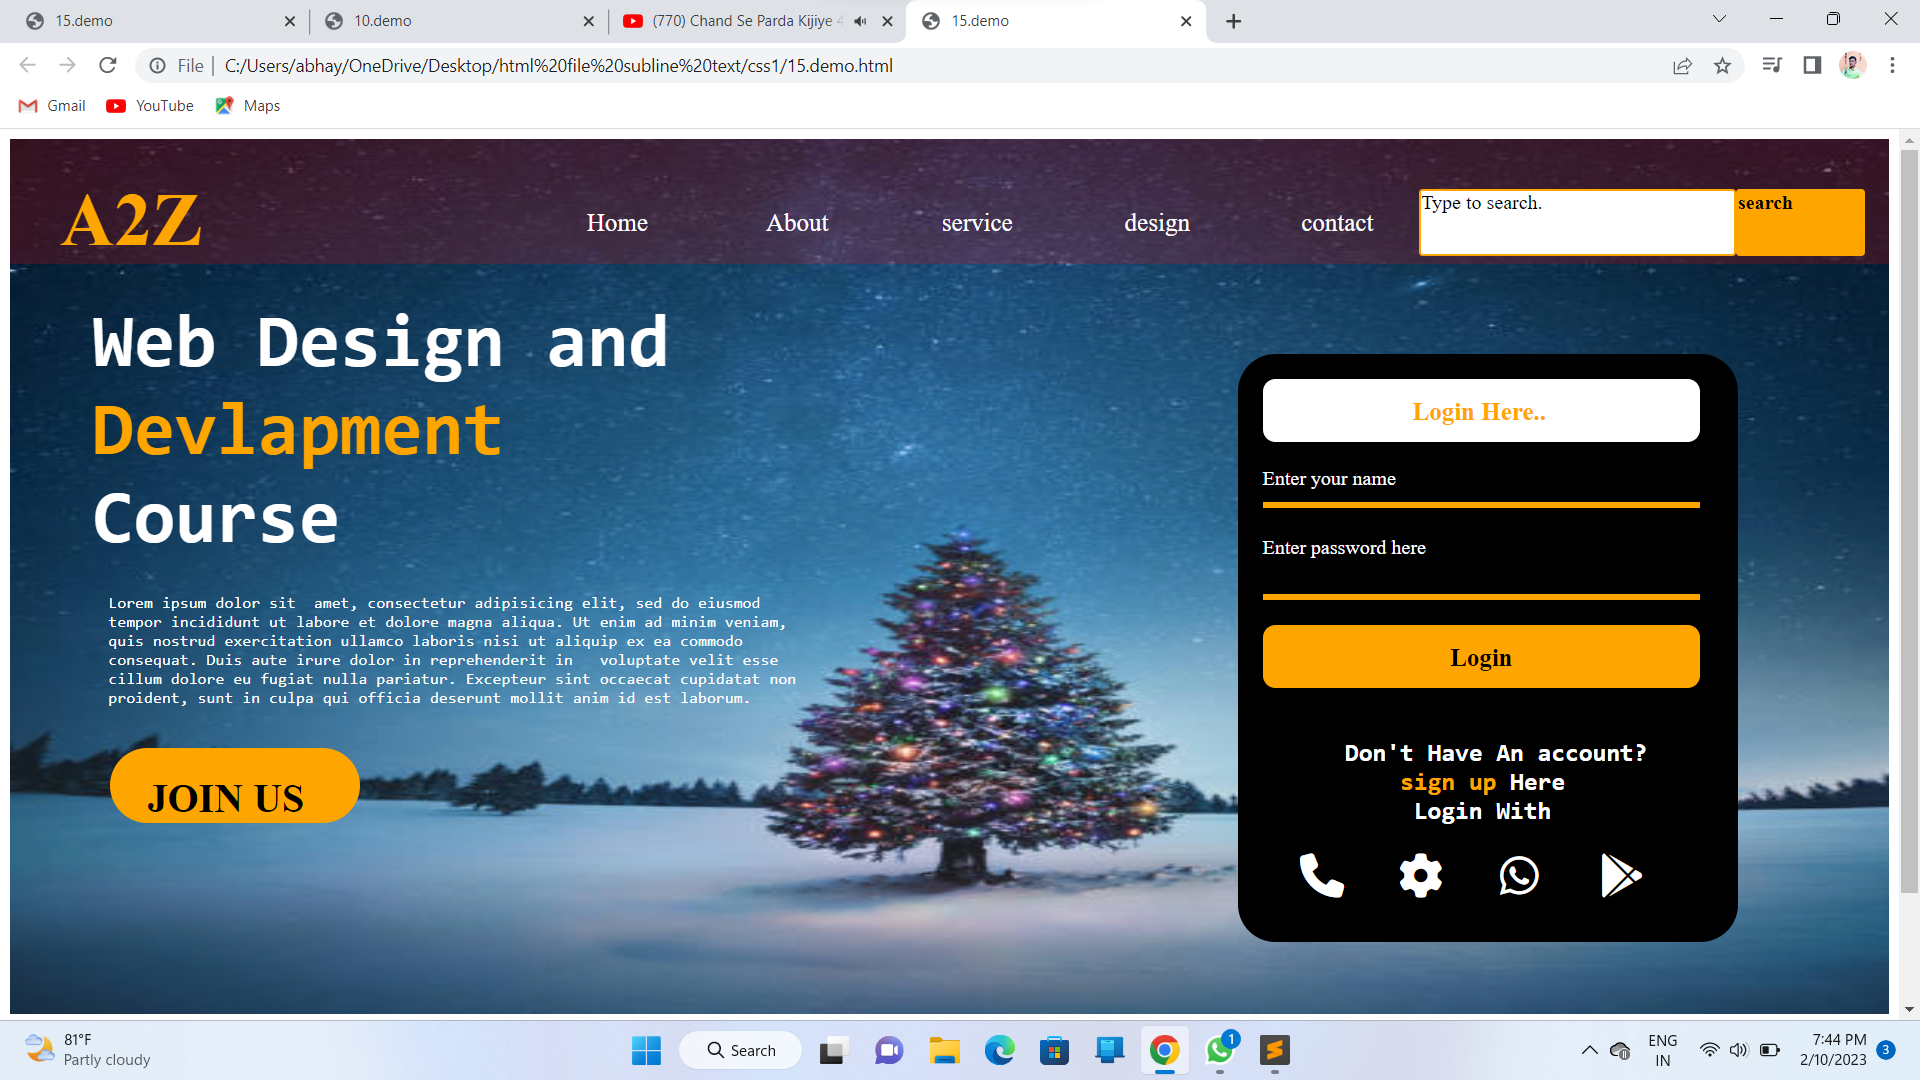 15.demo
10.demo
(770) Chand Se Parda Kijiye
15.demo
File
C:/Users/abhay/OneDrive/Desktop/html%20file%20subline%20text/css1/15.demo.html
Gmail
YouTube
Maps
A2Z
Home
About
service
design
contact
Type to search.
search
Web Design and
Devlapment
Course
Lorem ipsum dolor sit  amet, consectetur adipisicing elit, sed do eiusmod
tempor incididunt ut labore et dolore magna aliqua. Ut enim ad minim veniam,
quis nostrud exercitation ullamco laboris nisi ut aliquip ex ea commodo
consequat. Duis aute irure dolor in reprehenderit in   voluptate velit esse
cillum dolore eu fugiat nulla pariatur. Excepteur sint occaecat cupidatat non
proident, sunt in culpa qui officia deserunt mollit anim id est laborum.
JOIN US
Login Here..
Enter your name
Enter password here
Login
Don't Have An account?
sign up Here
Login With
81°F
Partly cloudy
Search
1
ENG
IN
7:44 PM
2/10/2023
3